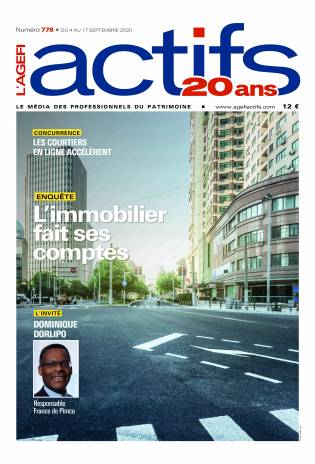 Numéro 778 ■ DU 4 AU 17 SEPTEMBRE 2020
L'AGEFI
actifs
20 ans
LE MÉDIA DES PROFESSIONNELS DU PATRIMOINE ■ www.agefiactifs.com 12 €
CONCURRENCE
LES COURTIERS
EN LIGNE ACCÉLÈRENT
ENQUÊTE
L'immobilier
fait ses
comptes
L'INVITÉ
DOMINIQUE
DORLIPO
Responsable
France de Pimco